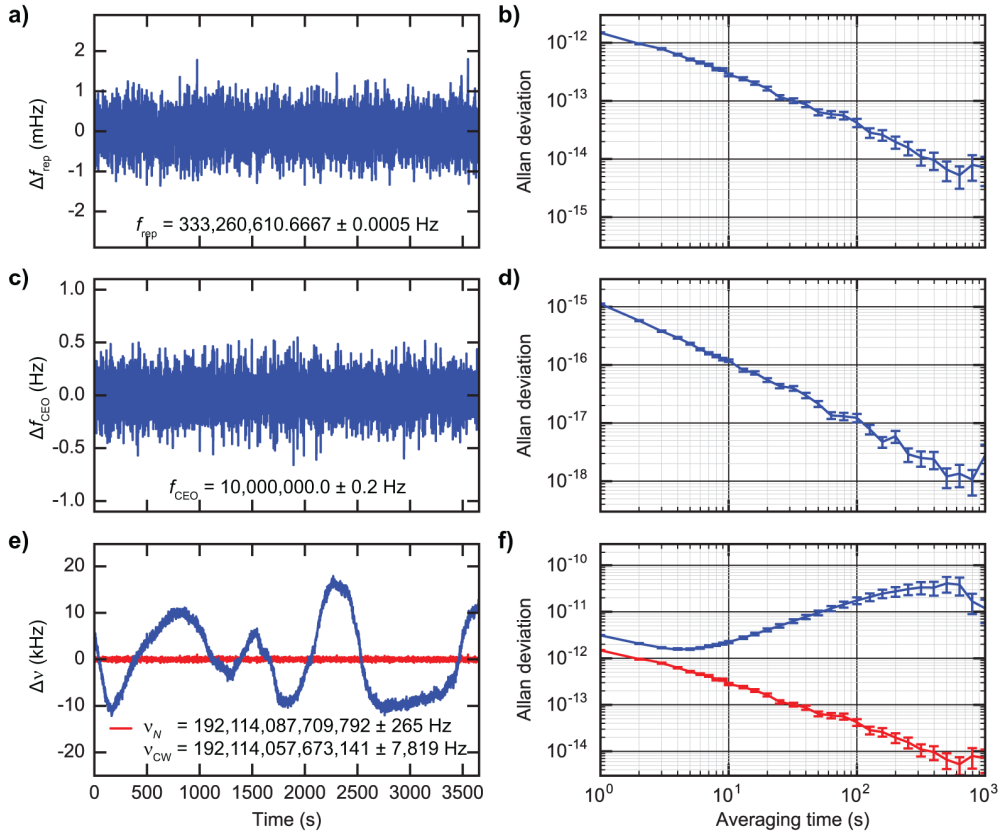 a)
2
1
0
-1
-2
Δf_rep (mHz)
f_rep = 333,260,610.6667 ± 0.0005 Hz
b)
10^-12
10^-13
10^-14
10^-15
Allan deviation
c)
1.0
0.5
0.0
-0.5
-1.0
Δf_CEO (Hz)
f_CEO = 10,000,000.0 ± 0.2 Hz
d)
10^-15
10^-16
10^-17
10^-18
Allan deviation
e)
20
10
0
-10
-20
Δν (kHz)
ν_N = 192,114,087,709,792 ± 265 Hz
ν_CW = 192,114,057,673,141 ± 7,819 Hz
0 500 1000 1500 2000 2500 3000 3500
Time (s)
f)
10^-10
10^-11
10^-12
10^-13
10^-14
Allan deviation
10^0 10^1 10^2 10^3
Averaging time (s)